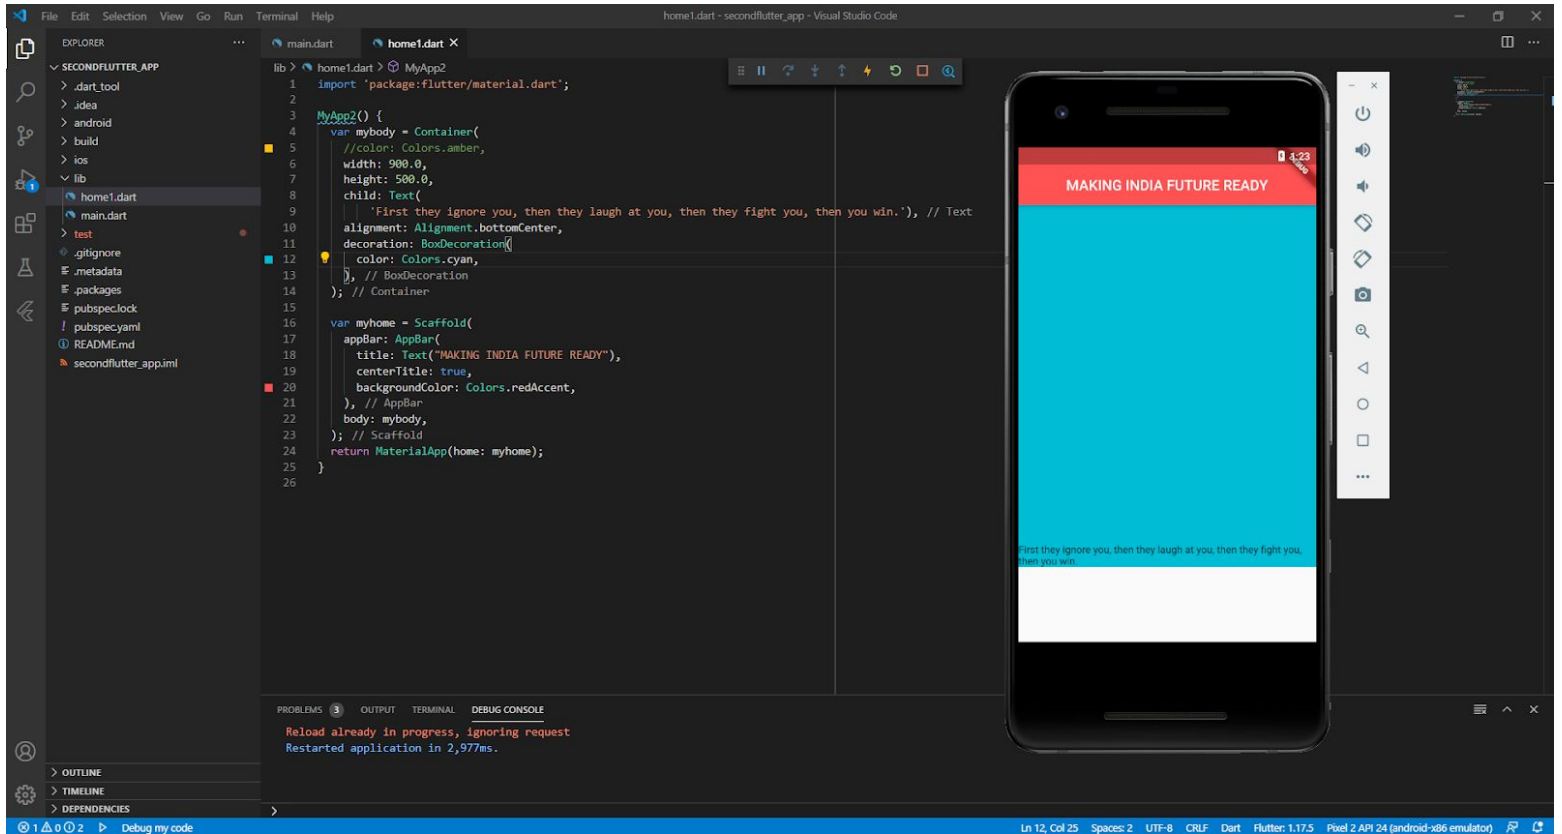 File Edit Selection View Go Run Terminal Help
home1.dart - secondflutter_app - Visual Studio Code
EXPLORER
SECONDFLUTTER_APP
.dart_tool
.idea
android
build
ios
lib
home1.dart
main.dart
test
.gitignore
.metadata
.packages
pubspec.lock
pubspec.yaml
README.md
secondflutter_app.iml
OUTLINE
TIMELINE
DEPENDENCIES
1
main.dart home1.dart
lib > home1.dart > MyApp2
1 import 'package:flutter/material.dart';
2
3 MyApp2() {
4 var mybody = Container(
5 //color: Colors.amber,
6 width: 900.0,
7 height: 500.0,
8 child: Text(
9 'First they ignore you, then they laugh at you, then they fight you, then you win.'), // Text
10 alignment: Alignment.bottomCenter,
11 decoration: BoxDecoration(
12 color: Colors.cyan,
13 ), // BoxDecoration
14 ); // Container
15
16 var myhome = Scaffold(
17 appBar: AppBar(
18 title: Text("MAKING INDIA FUTURE READY"),
19 centerTitle: true,
20 backgroundColor: Colors.redAccent,
21 ), // AppBar
22 body: mybody,
23 ); // Scaffold
24 return MaterialApp(home: myhome);
25 }
26
1:23
DEBUG
MAKING INDIA FUTURE READY
First they ignore you, then they laugh at you, then they fight you,
then you win.
PROBLEMS 3 OUTPUT TERMINAL DEBUG CONSOLE
Reload already in progress, ignoring request
Restarted application in 2,977ms.
1 0 2 Debug my code
Ln 12, Col 25 Spaces: 2 UTF-8 CRLF Dart Flutter: 1.17.5 Pixel 2 API 24 (android-x86 emulator)